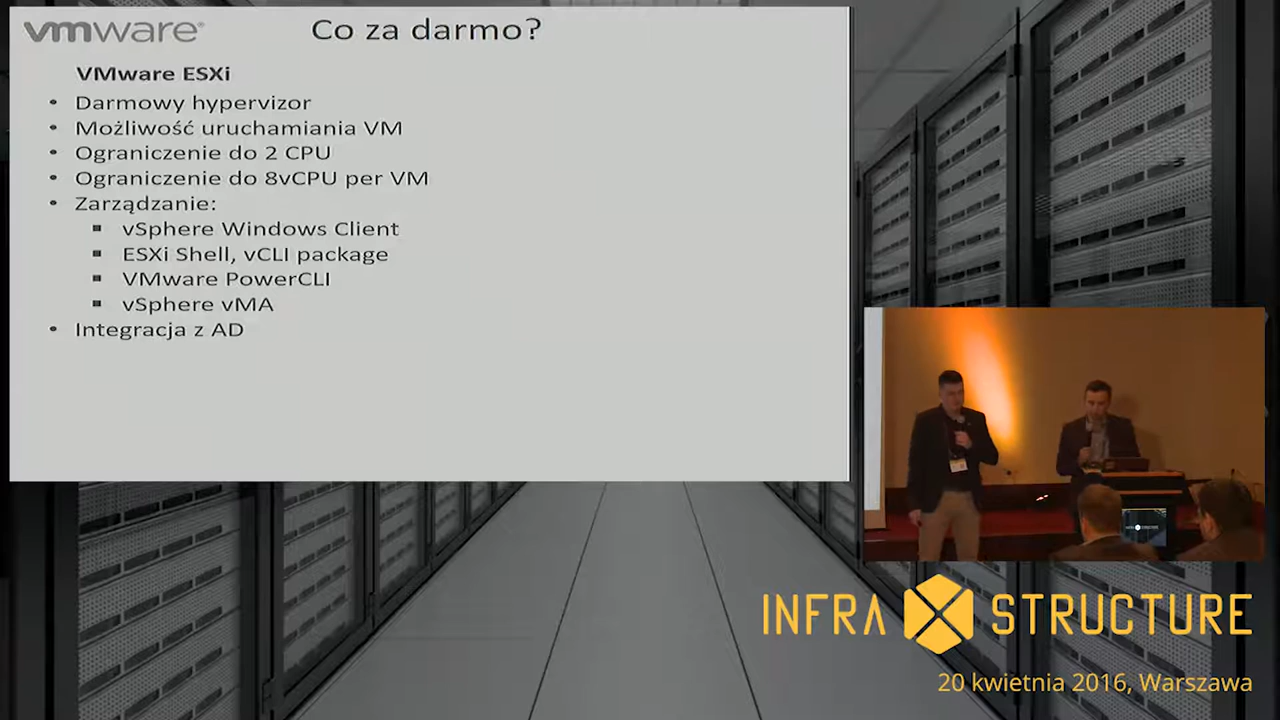 vmware®
Co za darmo?
VMware ESXi
• Darmowy hypervizor
• Możliwość uruchamiania VM
• Ograniczenie do 2 CPU
• Ograniczenie do 8vCPU per VM
• Zarządzanie:
▪ vSphere Windows Client
▪ ESXi Shell, vCLI package
▪ VMware PowerCLI
▪ vSphere vMA
• Integracja z AD
INFRA STRUCTURE
INFRA STRUCTURE
20 kwietnia 2016, Warszawa